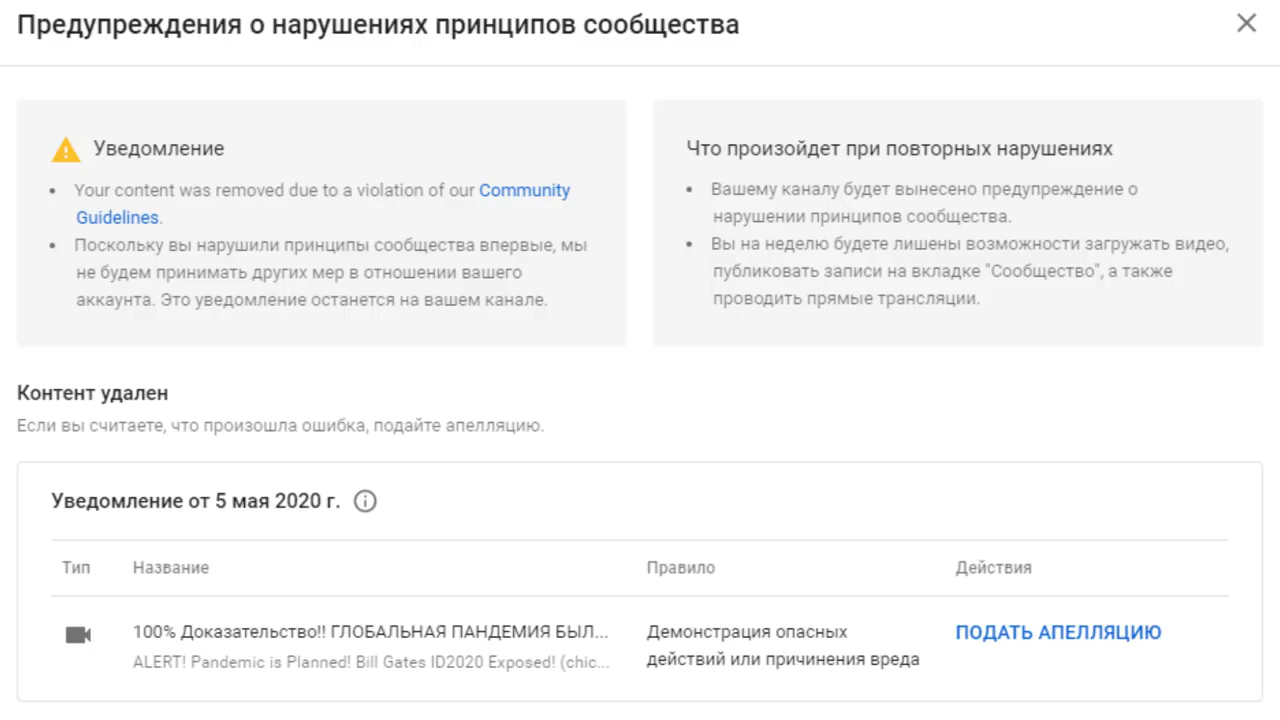 Предупреждения о нарушениях принципов сообщества
Уведомление
Your content was removed due to a violation of our Community
Guidelines.
Поскольку вы нарушили принципы сообщества впервые, мы
не будем принимать других мер в отношении вашего
аккаунта. Это уведомление останется на вашем канале.
Что произойдет при повторных нарушениях
Вашему каналу будет вынесено предупреждение о
нарушении принципов сообщества.
Вы на неделю будете лишены возможности загружать видео,
публиковать записи на вкладке "Сообщество", а также
проводить прямые трансляции.
Контент удален
Если вы считаете, что произошла ошибка, подайте апелляцию.
Уведомление от 5 мая 2020 г.
Тип Название Правило Действия
100% Доказательство!! ГЛОБАЛЬНАЯ ПАНДЕМИЯ БЫЛ... Демонстрация опасных ПОДАТЬ АПЕЛЛЯЦИЮ
ALERT! Pandemic is Planned! Bill Gates ID2020 Exposed! (chic... действий или причинения вреда